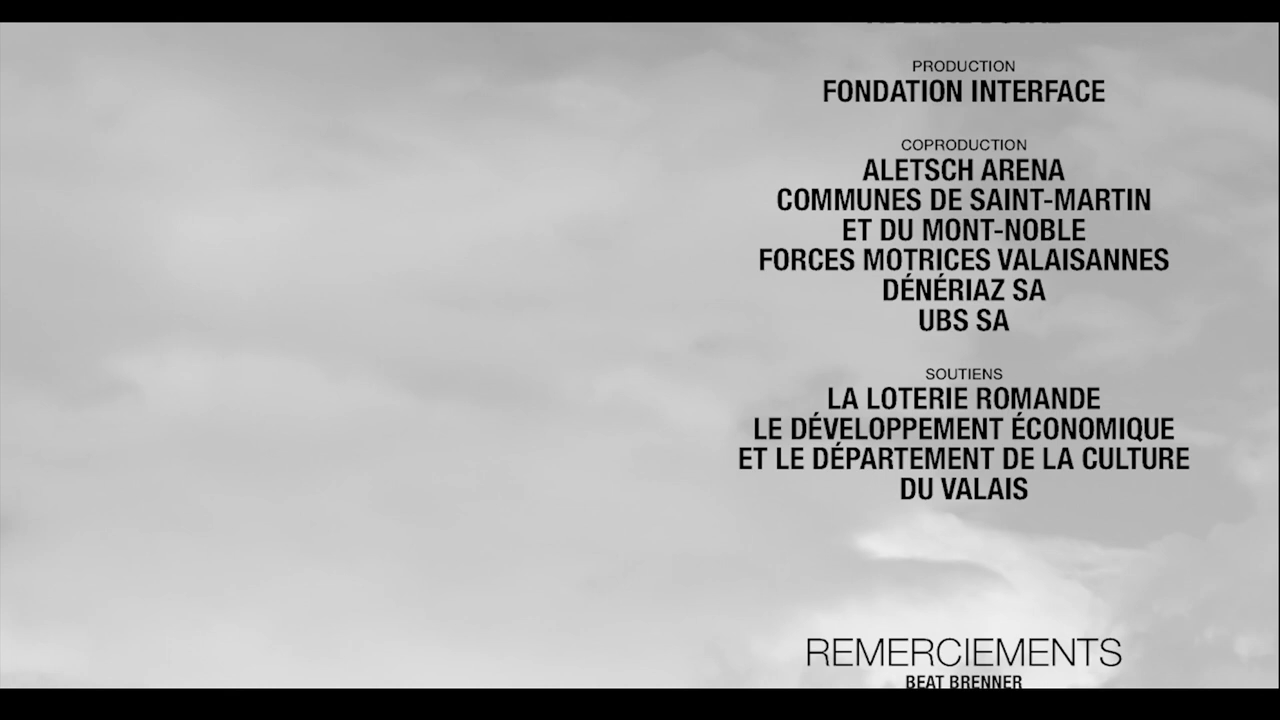 PRODUCTION
FONDATION INTERFACE
COPRODUCTION
ALETSCH ARENA
COMMUNES DE SAINT-MARTIN
ET DU MONT-NOBLE
FORCES MOTRICES VALAISANNES
DÉNÉRIAZ SA
UBS SA
SOUTIENS
LA LOTERIE ROMANDE
LE DÉVELOPPEMENT ÉCONOMIQUE
ET LE DÉPARTEMENT DE LA CULTURE
DU VALAIS
REMERCIEMENTS
BEAT BRENNER